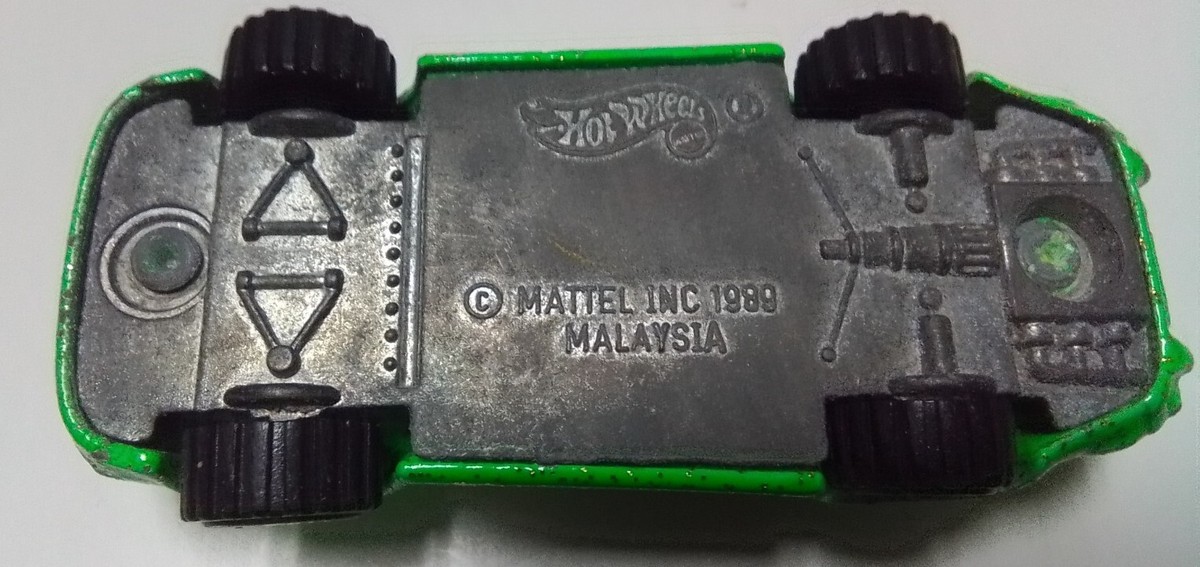 Hot Wheels
© MATTEL INC 1989
MALAYSIA